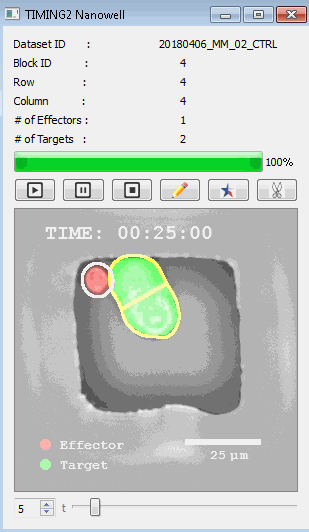 TIMING2 Nanowell
Dataset ID : 20180406_MM_02_CTRL
Block ID : 4
Row : 4
Column : 4
# of Effectors : 1
# of Targets : 2
100%
TIME: 00:25:00
Effector
Target
25 µm
5 t